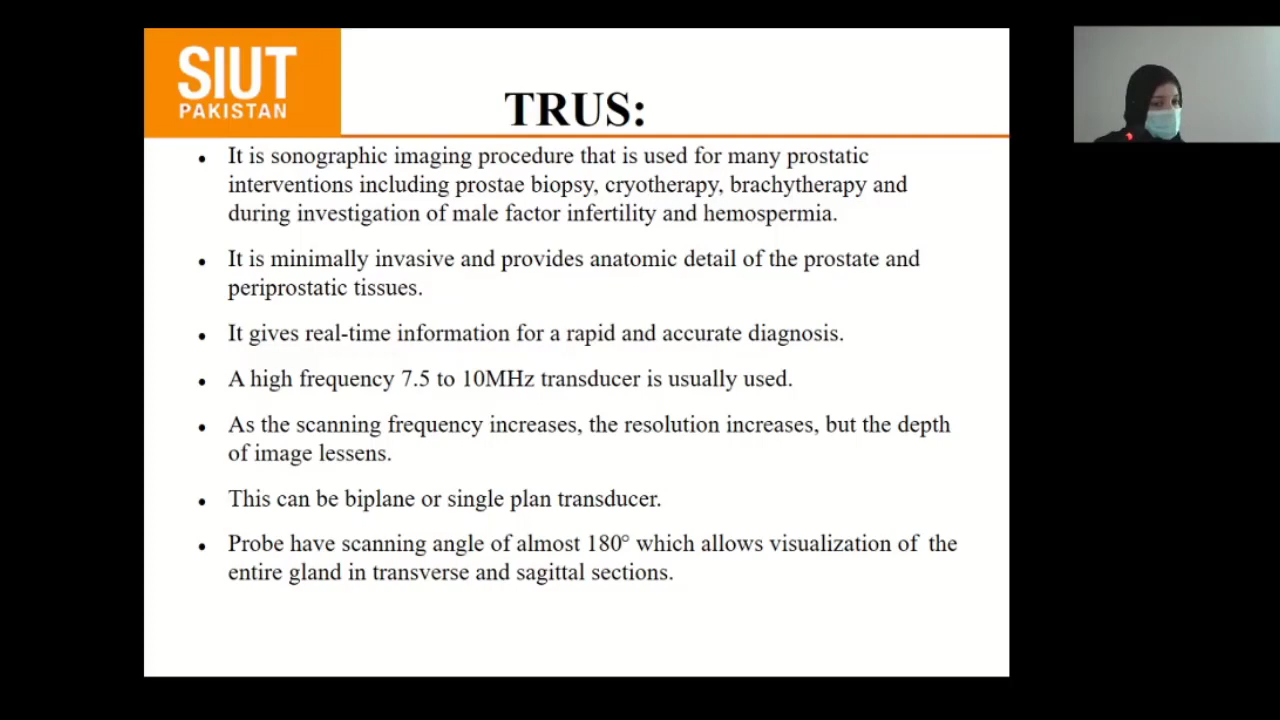 SIUT
PAKISTAN
TRUS:
• It is sonographic imaging procedure that is used for many prostatic
interventions including prostae biopsy, cryotherapy, brachytherapy and
during investigation of male factor infertility and hemospermia.
• It is minimally invasive and provides anatomic detail of the prostate and
periprostatic tissues.
• It gives real-time information for a rapid and accurate diagnosis.
• A high frequency 7.5 to 10MHz transducer is usually used.
• As the scanning frequency increases, the resolution increases, but the depth
of image lessens.
• This can be biplane or single plan transducer.
• Probe have scanning angle of almost 180° which allows visualization of the
entire gland in transverse and sagittal sections.